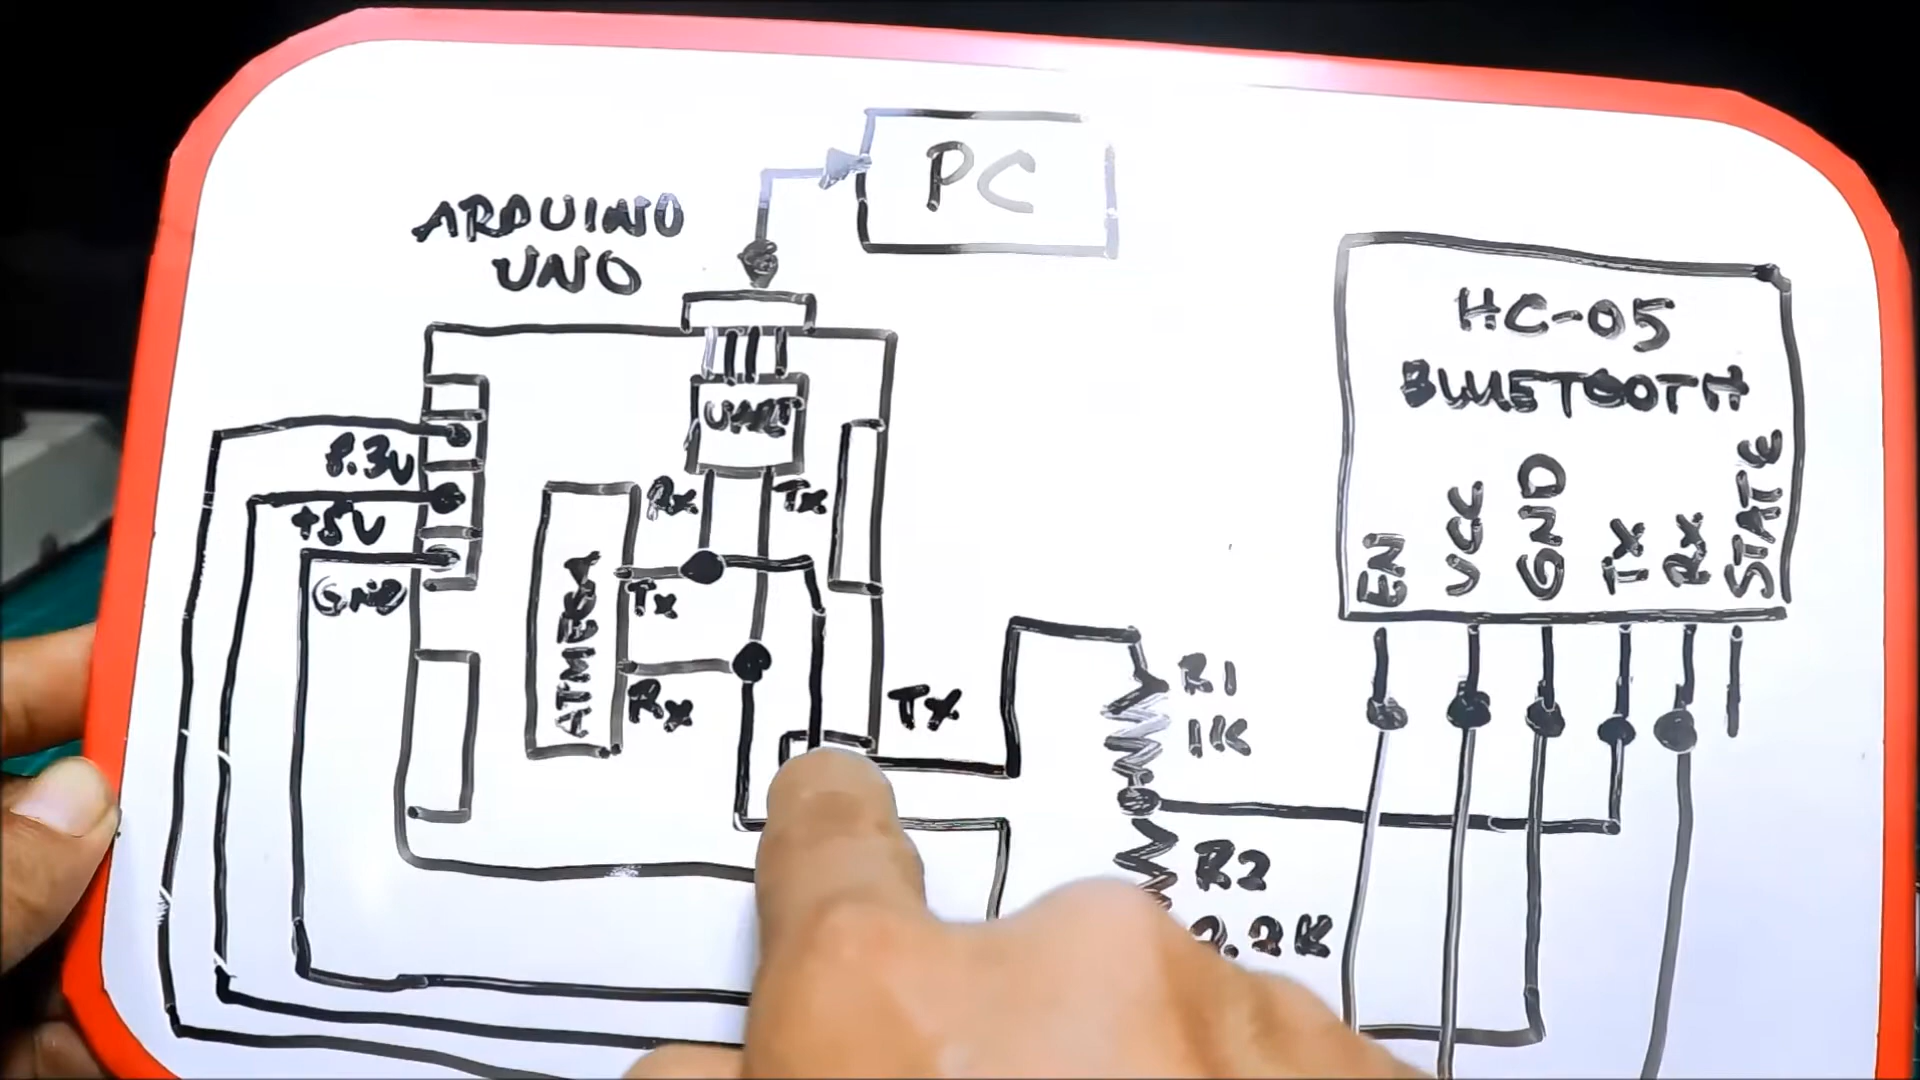 PC
ARDUINO
UNO
HC-05
BLUETOOTH
UART
3.3V
+5V
GND
Rx
Tx
Tx
Rx
ATMEGA
Tx
R1
1K
R2
EN
VCC
GND
Tx
Rx
STATE